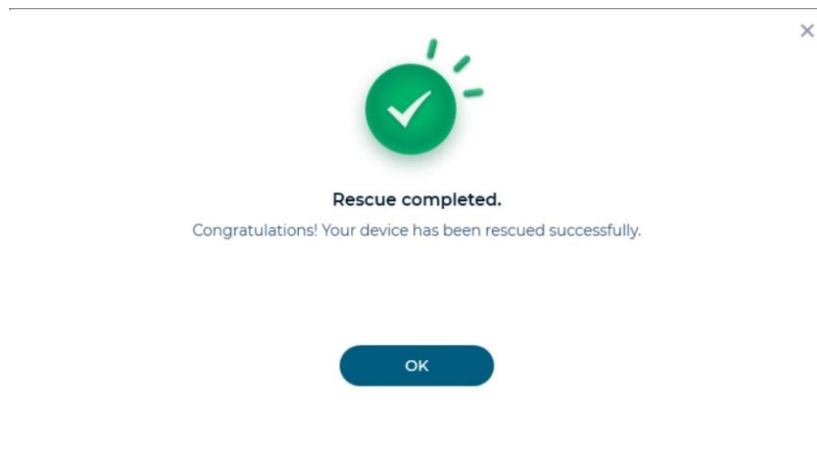 Rescue completed.
Congratulations! Your device has been rescued successfully.
OK